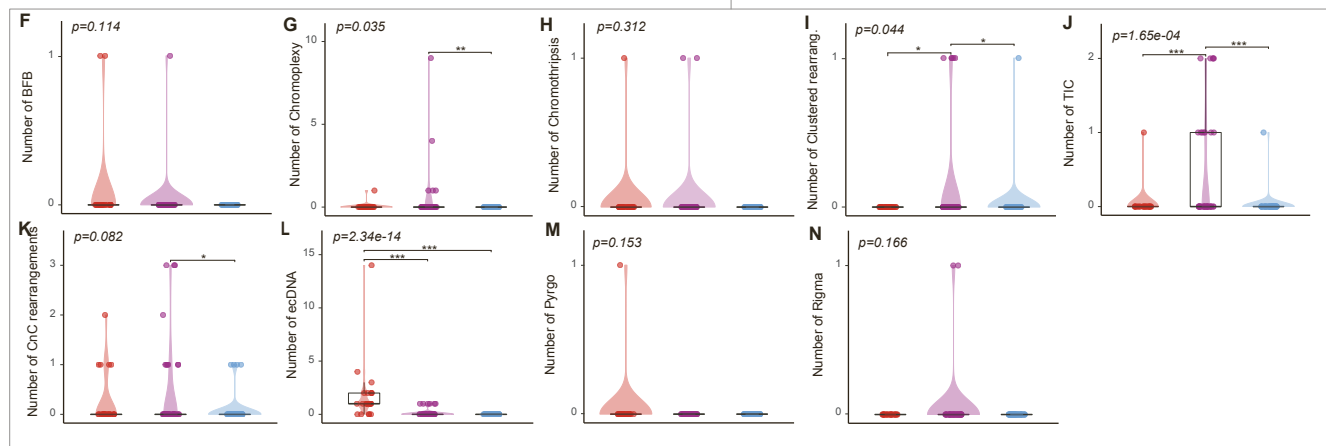 F
p=0.114
Number of BFB
1
0
G
p=0.035
Number of Chromoplexy
10
5
0
**
H
p=0.312
Number of Chromothripsis
1
0
I
p=0.044
Number of Clustered rearrang.
1
0
*
*
J
p=1.65e-04
Number of TIC
2
1
0
***
***
K
p=0.082
Number of CnC rearrangements
3
2
1
0
*
L
p=2.34e-14
Number of ecDNA
15
10
5
0
***
***
M
p=0.153
Number of Pyrgo
1
0
N
p=0.166
Number of Rigma
1
0